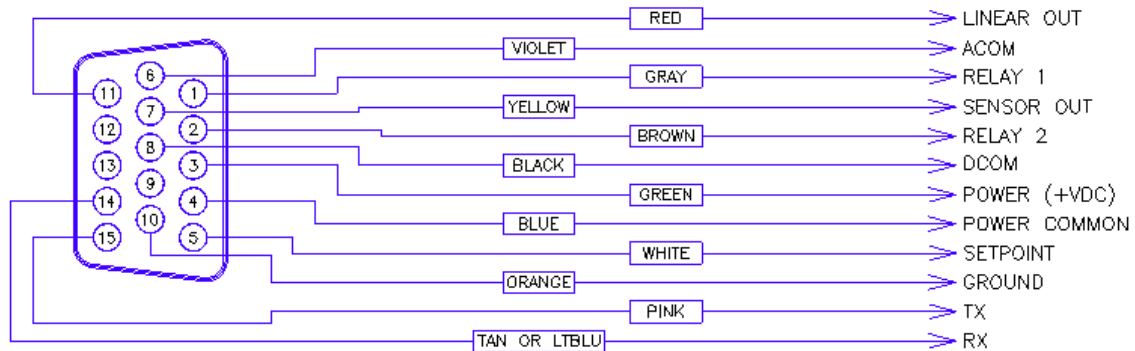 RED LINEAR OUT
VIOLET ACOM
6
GRAY RELAY 1
11 1
YELLOW SENSOR OUT
7
12 2 BROWN RELAY 2
8
BLACK DCOM
13 3
9 GREEN POWER (+VDC)
14 4
10 BLUE POWER COMMON
15 5
WHITE SETPOINT
ORANGE GROUND
PINK TX
TAN OR LTBLU RX